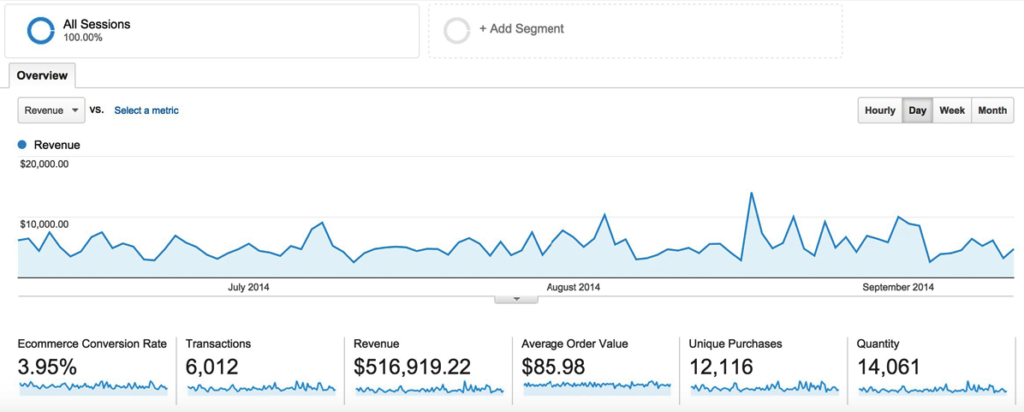 All Sessions
100.00%
+ Add Segment
Overview
Revenue vs. Select a metric
Hourly Day Week Month
Revenue
$20,000.00
$10,000.00
July 2014 August 2014 September 2014
Ecommerce Conversion Rate Transactions Revenue Average Order Value Unique Purchases Quantity
3.95% 6,012 $516,919.22 $85.98 12,116 14,061